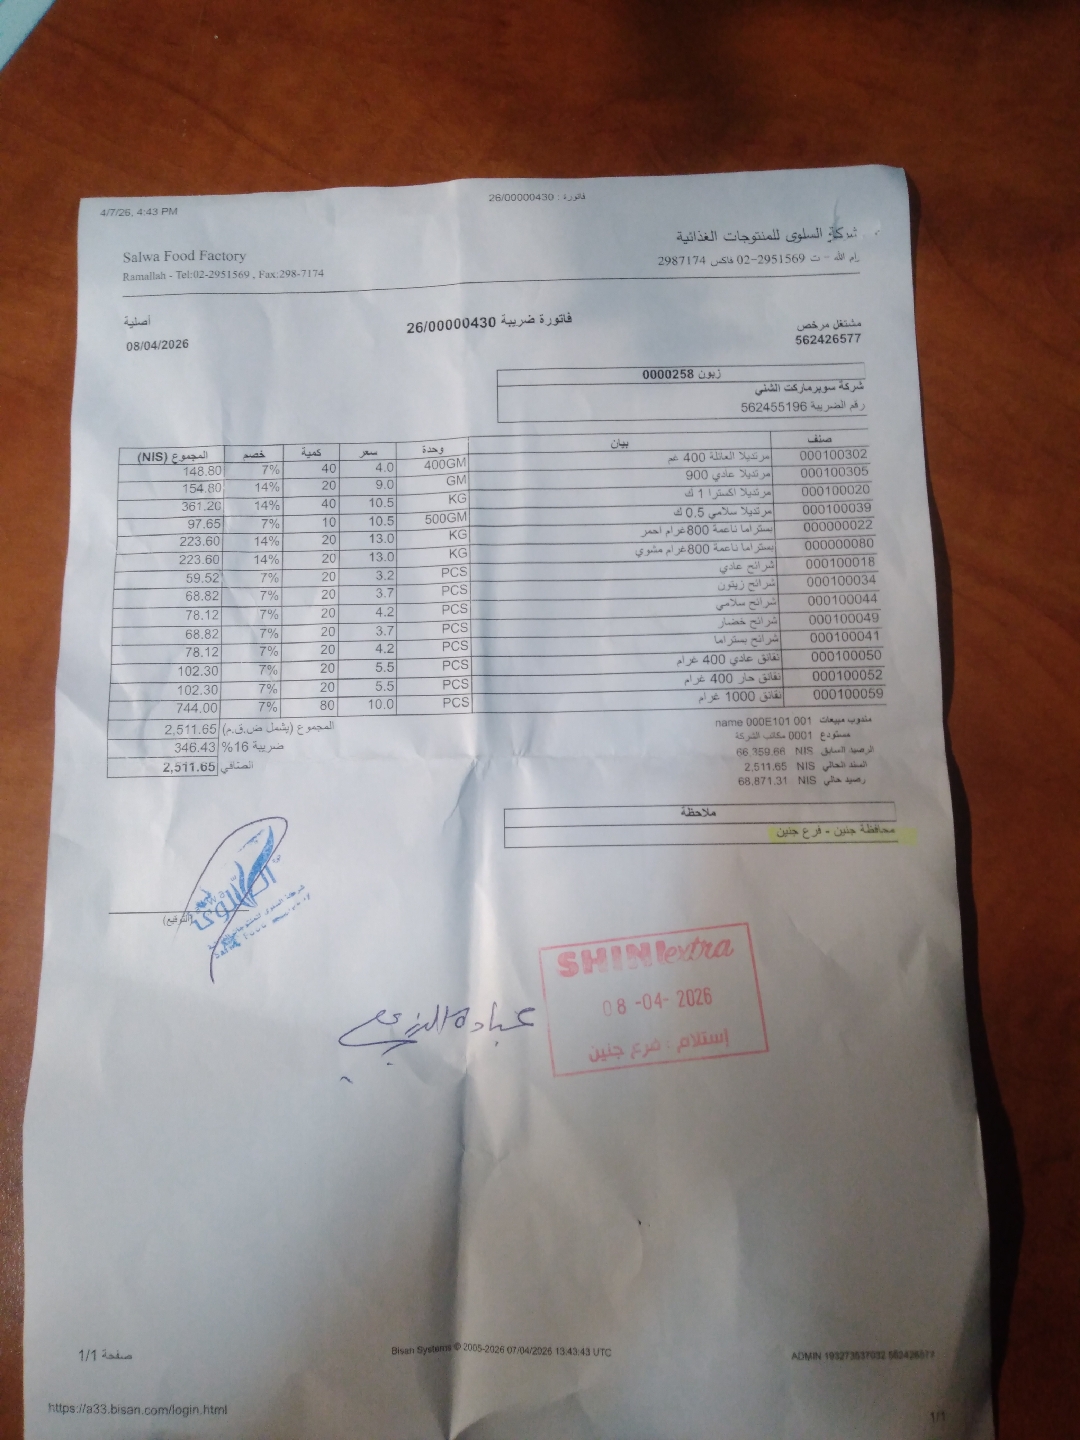 4/7/26, 4:43 PM
فاتورة : 26/00000430
شركة السلوى للمنتوجات الغذائية
Salwa Food Factory
رام الله - ت 02-2951569 فاكس 2987174
Ramallah - Tel:02-2951569 , Fax:298-7174
أصلية
فاتورة ضريبة 26/00000430
مشتغل مرخص
08/04/2026
562426577
زبون 0000258
شركة سوبرماركت الشني
رقم الضريبة 562455196
صنف بيان وحدة سعر كمية خصم المجموع (NIS)
000100302 مرتديلا العائلة 400 غم 400GM 4.0 40 7% 148.80
000100305 مرتديلا عادي 900 GM 9.0 20 14% 154.80
000100020 مرتديلا اكسترا 1 ك KG 10.5 40 14% 361.20
000100039 مرتديلا سلامي 0.5 ك 500GM 10.5 10 7% 97.65
000000022 بستراما ناعمة 800غرام احمر KG 13.0 20 14% 223.60
000000080 بستراما ناعمة 800غرام مشوي KG 13.0 20 14% 223.60
000100018 شرائح عادي PCS 3.2 20 7% 59.52
000100034 شرائح زيتون PCS 3.7 20 7% 68.82
000100044 شرائح سلامي PCS 4.2 20 7% 78.12
000100049 شرائح خضار PCS 3.7 20 7% 68.82
000100041 شرائح بستراما PCS 4.2 20 7% 78.12
000100050 نقانق عادي 400 غرام PCS 5.5 20 7% 102.30
000100052 نقانق حار 400 غرام PCS 5.5 20 7% 102.30
000100059 نقانق 1000 غرام PCS 10.0 80 7% 744.00
المجموع (يشمل ض.ق.م) 2,511.65
ضريبة 16% 346.43
الصافي 2,511.65
مندوب مبيعات name 000E101 001
مستودع 0001 مكاتب الشركة
الرصيد السابق NIS 66,359.66
السند الحالي NIS 2,511.65
رصيد حالي NIS 68,871.31
ملاحظة
محافظة جنين - فرع جنين
السلوى
(التوقيع)
SHINI extra
08-04-2026
إستلام : فرع جنين
عبادة
صفحة 1/1
Bisan Systems © 2005-2026 07/04/2026 13:43:43 UTC
https://a33.bisan.com/login.html
1/1